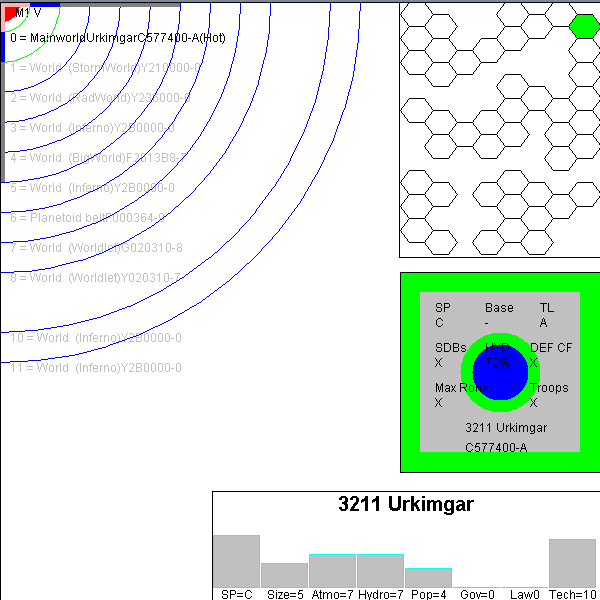 M1 V
0 = MainworldUrkimgarC577400-A(Hot)
1 = World  (StormWorld)Y210000-0
2 = World  (RadWorld)Y236000-0
3 = World  (Inferno)Y2B0000-0
4 = World  (BigWorld)F2613B8-7
5 = World  (Inferno)Y2B0000-0
6 = Planetoid beltF000364-9
7 = World  (Worldlet)G020310-8
8 = World  (Worldlet)Y020310-7
10 = World  (Inferno)Y2B0000-0
11 = World  (Inferno)Y2B0000-0
SP Base TL
C - A
SDBs HYD DEF CF
X 70% X
Max Rons Troops
X X
3211 Urkimgar
C577400-A
3211 Urkimgar
SP=C Size=5 Atmo=7 Hydro=7 Pop=4 Gov=0 Law0 Tech=10